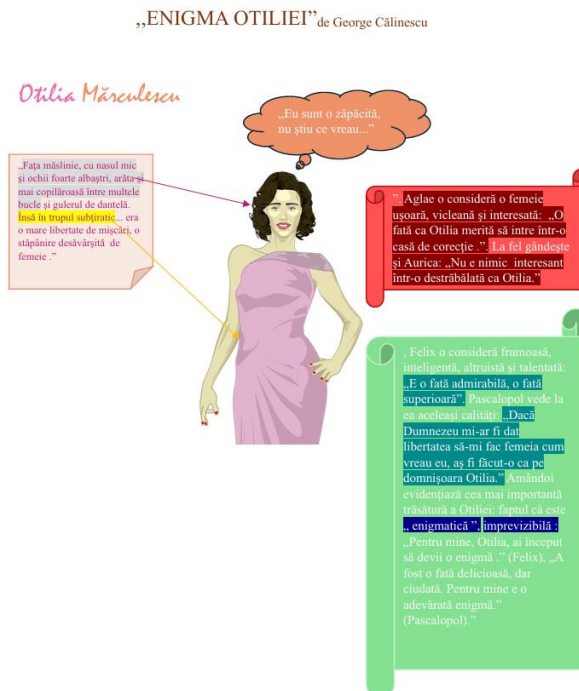 ,,ENIGMA OTILIEI” de George Călinescu
Otilia Mărculescu
„Eu sunt o zăpăcită,
nu știu ce vreau...”
„Fața măslinie, cu nasul mic
și ochii foarte albaștri, arăta și
mai copilăroasă între multele
bucle și gulerul de dantelă.
Însă în trupul subțiratic... era
o mare libertate de mișcări, o
stăpânire desăvârșită de
femeie .”
”. Aglae o consideră o femeie
ușoară, vicleană și interesată: „O
fată ca Otilia merită să intre într-o
casă de corecție .”. La fel gândește
și Aurica: „Nu e nimic interesant
într-o destrăbălată ca Otilia.”
, Felix o consideră frumoasă,
inteligentă, altruistă și talentată:
„E o fată admirabilă, o fată
superioară”. Pascalopol vede la
ea aceleași calități: „Dacă
Dumnezeu mi-ar fi dat
libertatea să-mi fac femeia cum
vreau eu, aș fi făcut-o ca pe
domnișoara Otilia.” Amândoi
evidențiază cea mai importantă
trăsătură a Otiliei: faptul că este
„ enigmatică ”, imprevizibilă :
„Pentru mine, Otilia, ai început
să devii o enigmă .” (Felix), „A
fost o fată delicioasă, dar
ciudată. Pentru mine e o
adevărată enigmă.”
(Pascalopol).”